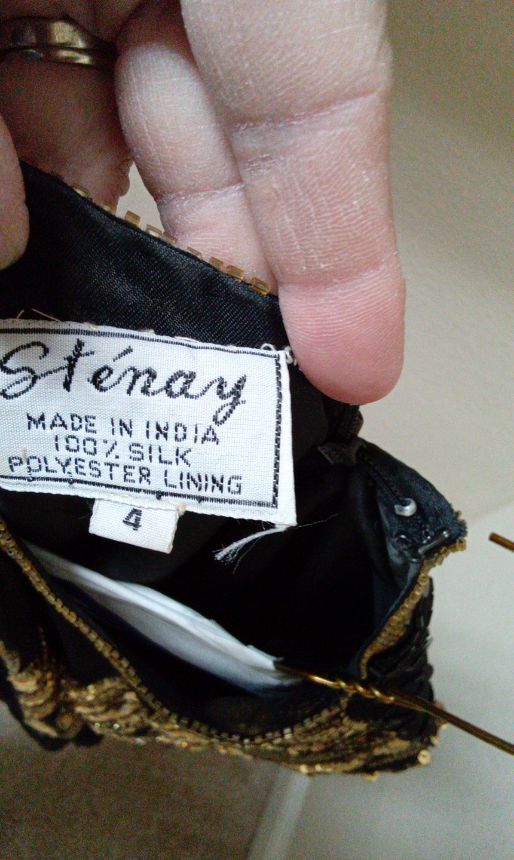 Sténay
MADE IN INDIA
100% SILK
POLYESTER LINING
4